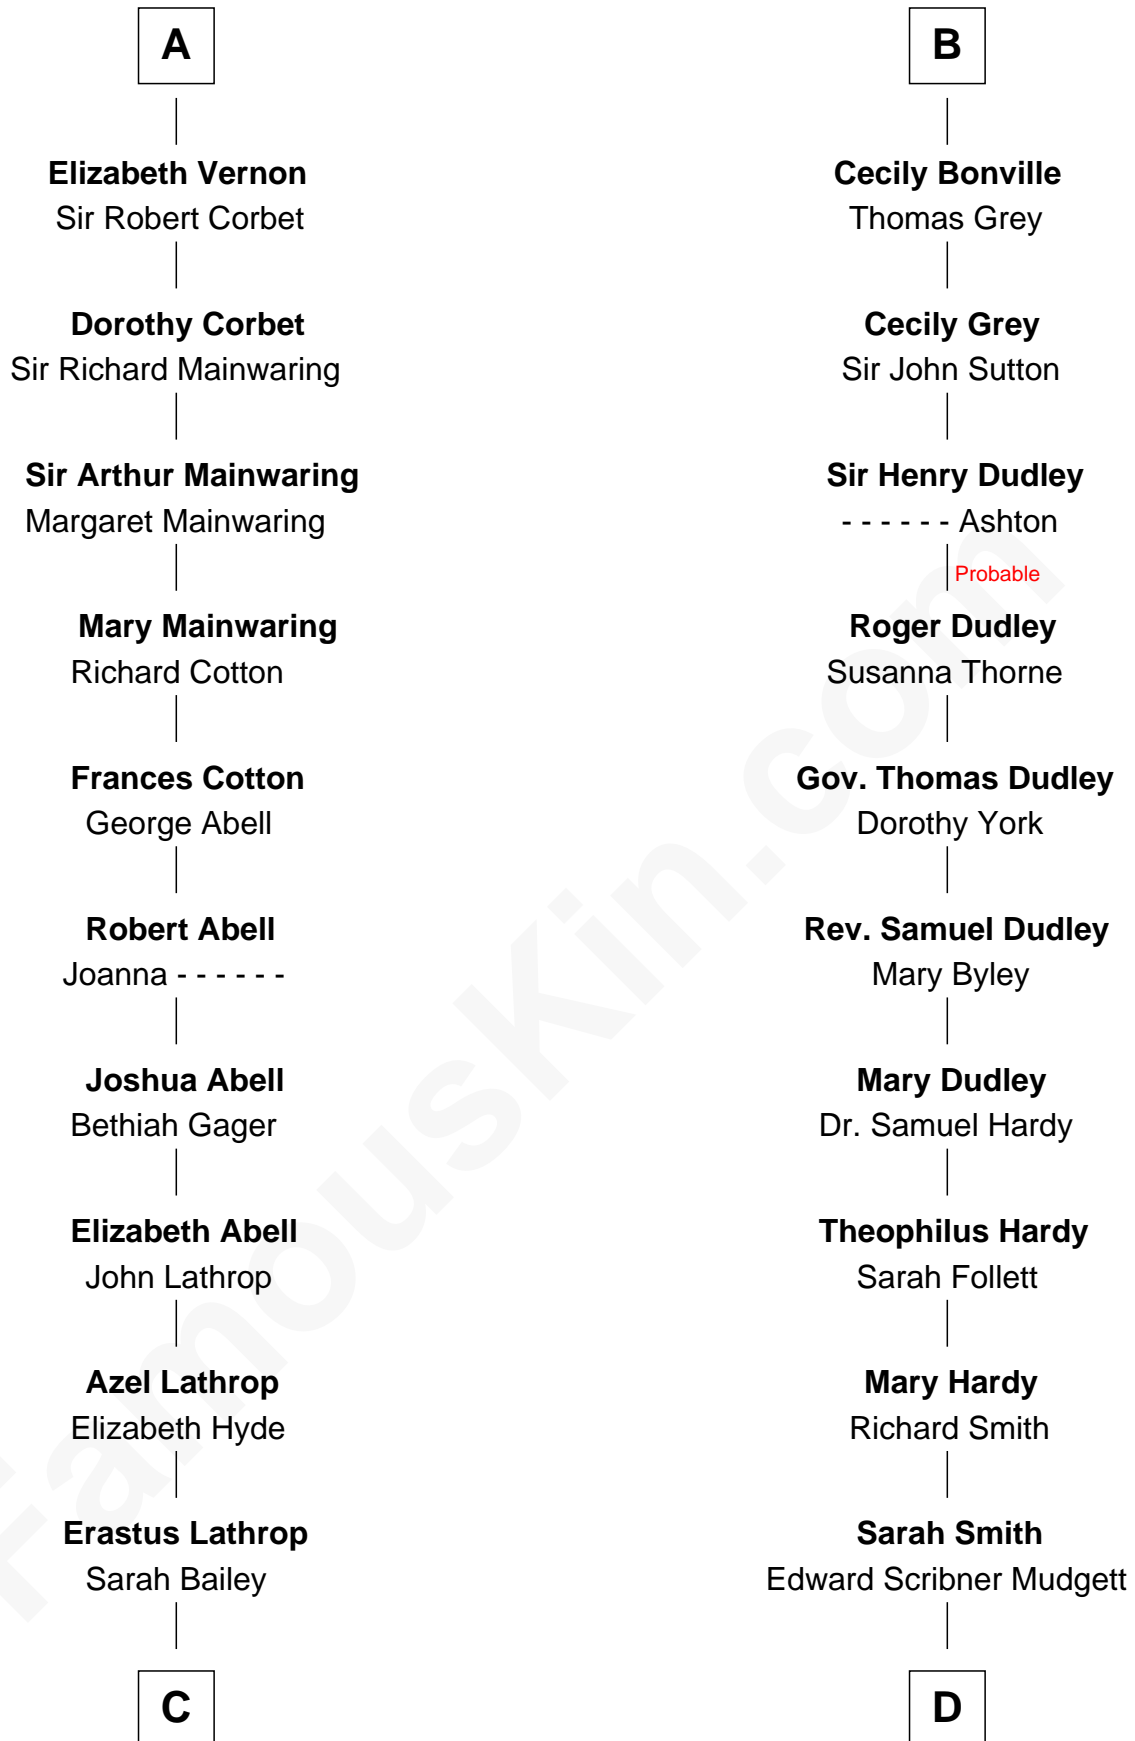 A
Elizabeth Vernon
Sir Robert Corbet
Dorothy Corbet
Sir Richard Mainwaring
Sir Arthur Mainwaring
Margaret Mainwaring
Mary Mainwaring
Richard Cotton
Frances Cotton
George Abell
Robert Abell
Joanna - - - - - -
Joshua Abell
Bethiah Gager
Elizabeth Abell
John Lathrop
Azel Lathrop
Elizabeth Hyde
Erastus Lathrop
Sarah Bailey
C
B
Cecily Bonville
Thomas Grey
Cecily Grey
Sir John Sutton
Sir Henry Dudley
- - - - - - Ashton
Probable
Roger Dudley
Susanna Thorne
Gov. Thomas Dudley
Dorothy York
Rev. Samuel Dudley
Mary Byley
Mary Dudley
Dr. Samuel Hardy
Theophilus Hardy
Sarah Follett
Mary Hardy
Richard Smith
Sarah Smith
Edward Scribner Mudgett
D
FamousKin.com